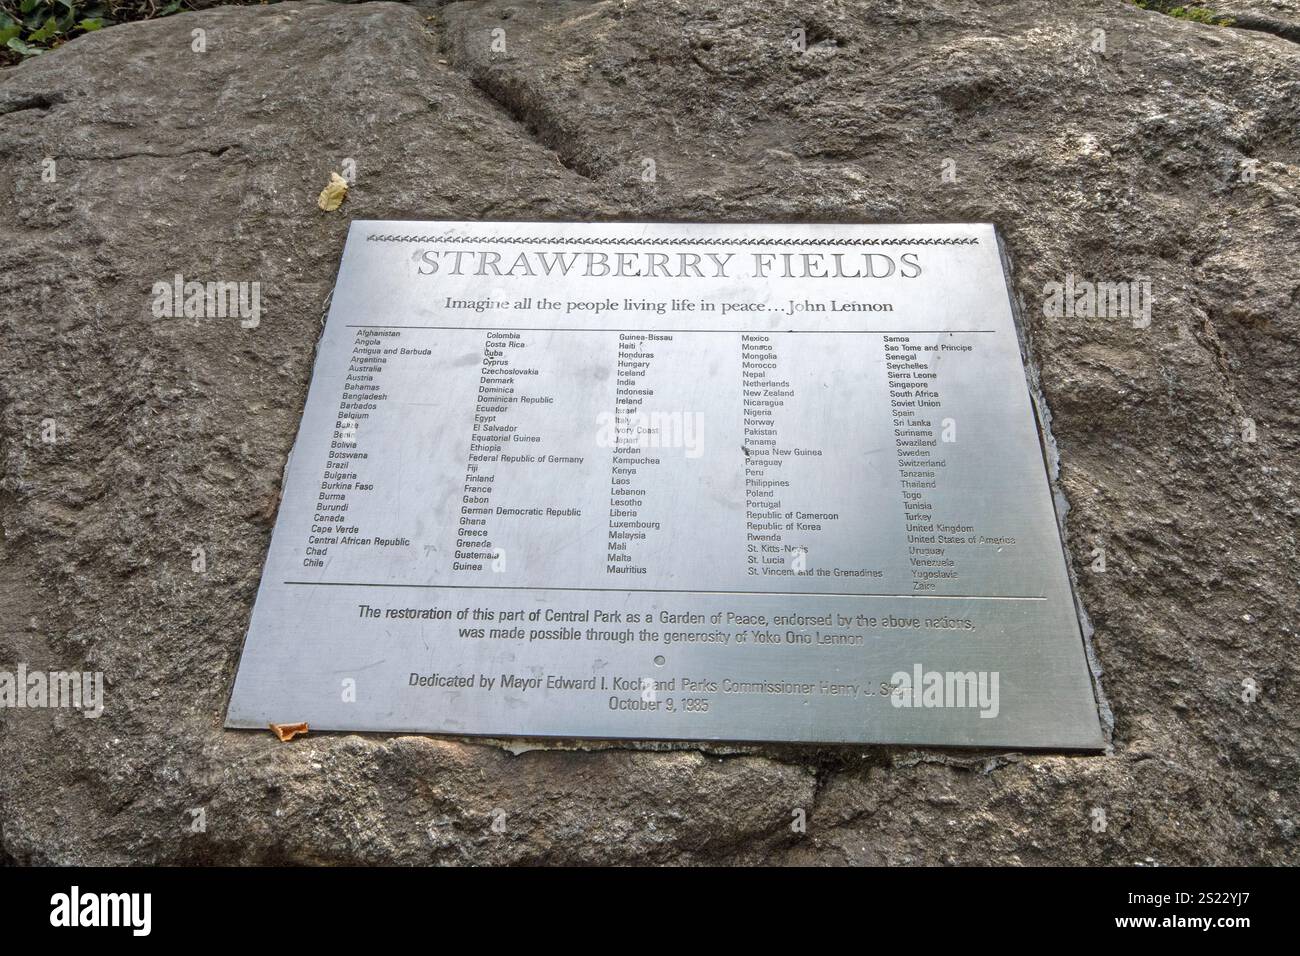 STRAWBERRY FIELDS
Imagine all the people living life in peace...John Lennon
Afghanistan
Angola
Antigua and Barbuda
Argentina
Australia
Austria
Bahamas
Bangladesh
Barbados
Belgium
Belize
Benin
Bolivia
Botswana
Brazil
Bulgaria
Burkina Faso
Burma
Burundi
Canada
Cape Verde
Central African Republic
Chad
Chile
Colombia
Costa Rica
Cuba
Cyprus
Czechoslovakia
Denmark
Dominica
Dominican Republic
Ecuador
Egypt
El Salvador
Equatorial Guinea
Ethiopia
Federal Republic of Germany
Fiji
Finland
France
Gabon
German Democratic Republic
Ghana
Greece
Grenada
Guatemala
Guinea
Guinea-Bissau
Haiti
Honduras
Hungary
Iceland
India
Indonesia
Ireland
Israel
Italy
Ivory Coast
Japan
Jordan
Kampuchea
Kenya
Laos
Lebanon
Lesotho
Liberia
Luxembourg
Malaysia
Mali
Malta
Mauritius
Mexico
Monaco
Mongolia
Morocco
Nepal
Netherlands
New Zealand
Nicaragua
Nigeria
Norway
Pakistan
Panama
Papua New Guinea
Paraguay
Peru
Philippines
Poland
Portugal
Republic of Cameroon
Republic of Korea
Rwanda
St. Kitts-Nevis
St. Lucia
St. Vincent and the Grenadines
Samoa
Sao Tome and Principe
Senegal
Seychelles
Sierra Leone
Singapore
South Africa
Soviet Union
Spain
Sri Lanka
Suriname
Swaziland
Sweden
Switzerland
Tanzania
Thailand
Togo
Tunisia
Turkey
United Kingdom
United States of America
Uruguay
Venezuela
Yugoslavia
Zaire
The restoration of this part of Central Park as a Garden of Peace, endorsed by the above nations,
was made possible through the generosity of Yoko Ono Lennon
Dedicated by Mayor Edward I. Koch and Parks Commissioner Henry J. Stern
October 9, 1985
alamy
Image ID: 2S22YJ7
www.alamy.com